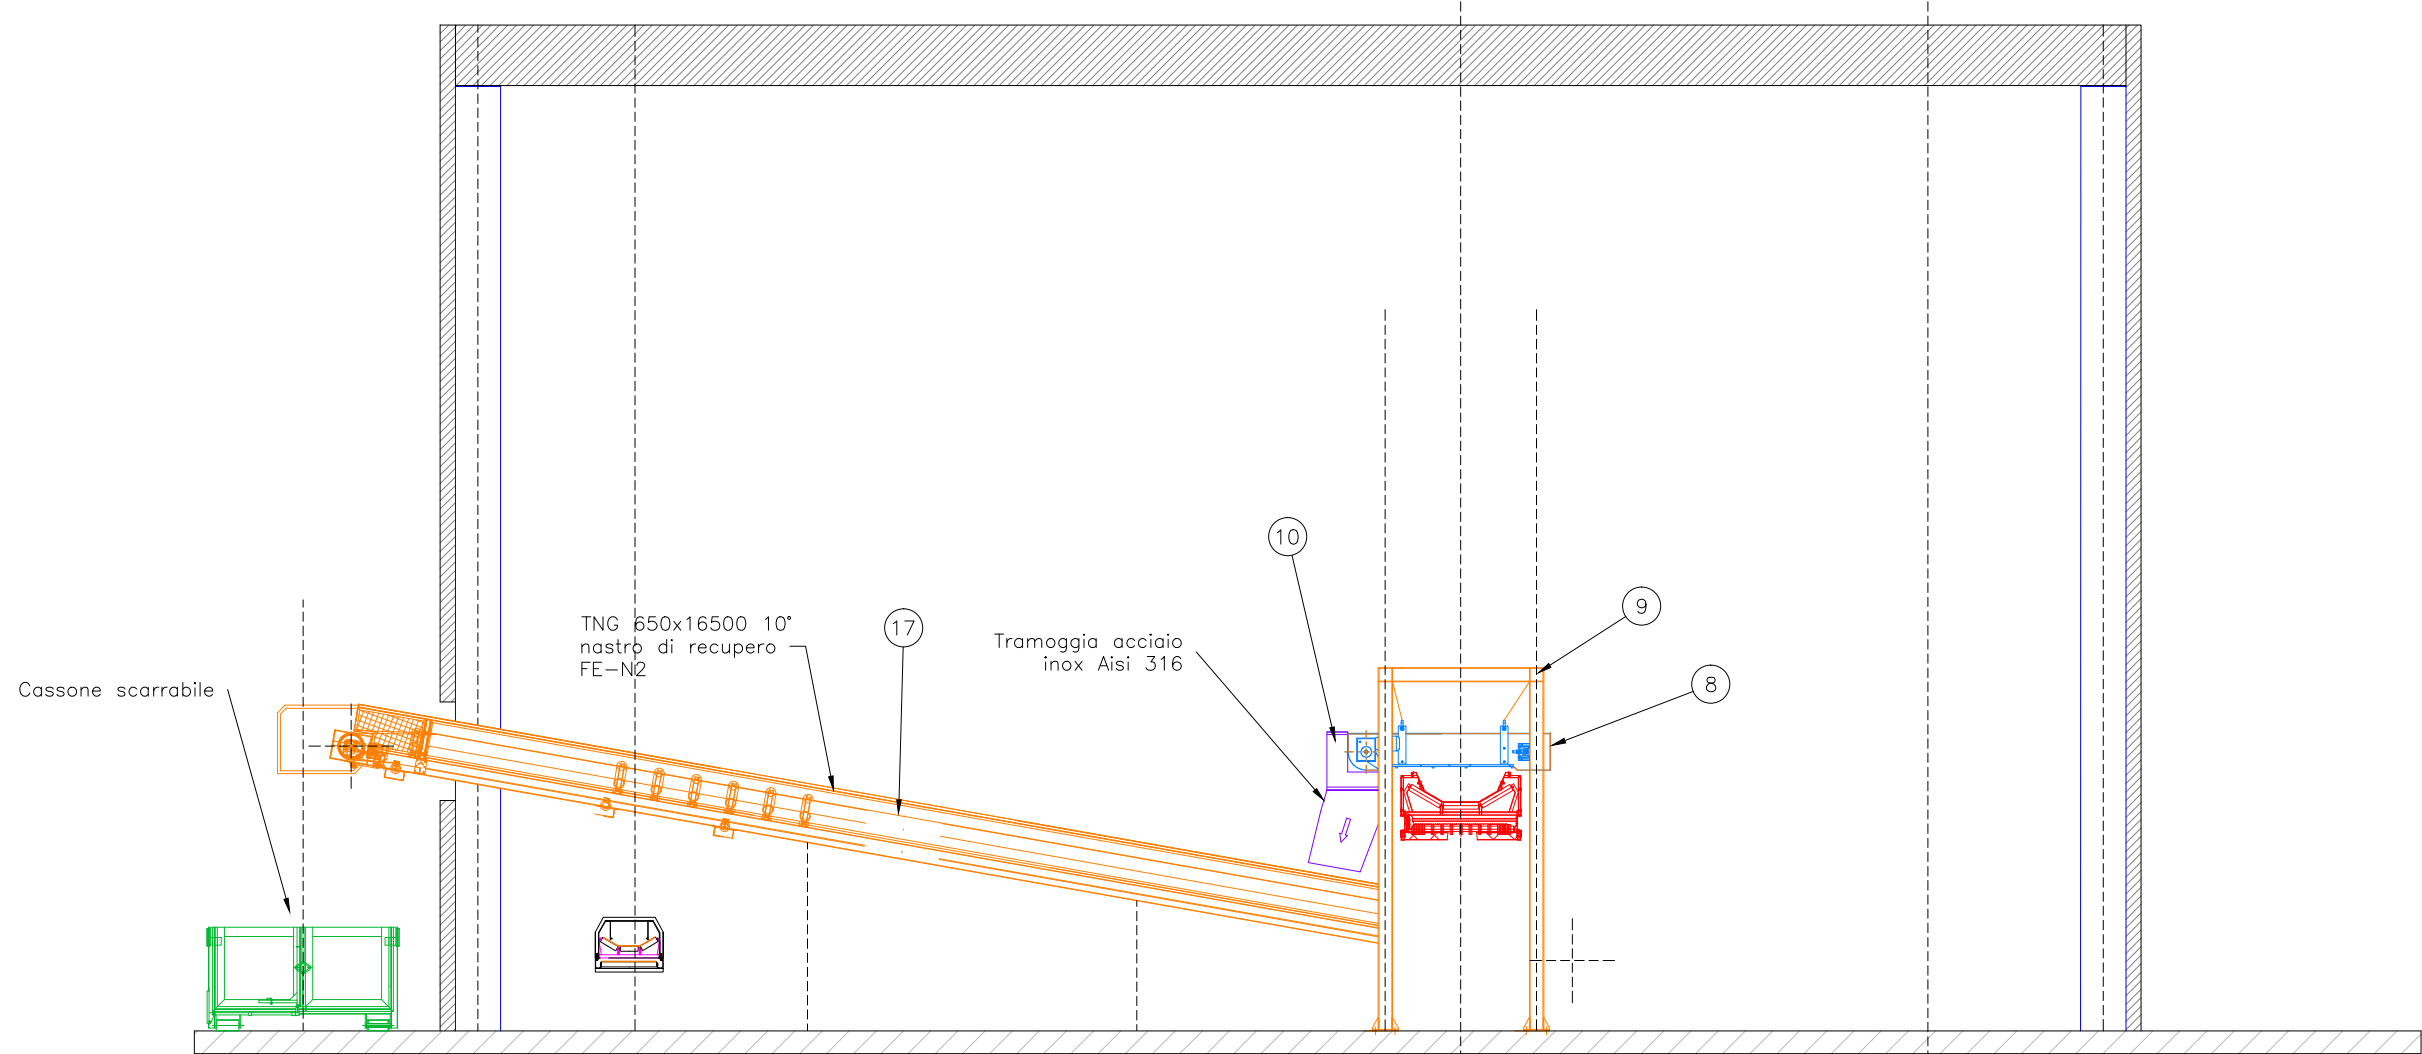 10
9
TNG 650x16500 10°
nastro di recupero
FE-N2
17
Tramoggia acciaio
inox Aisi 316
8
Cassone scarrabile